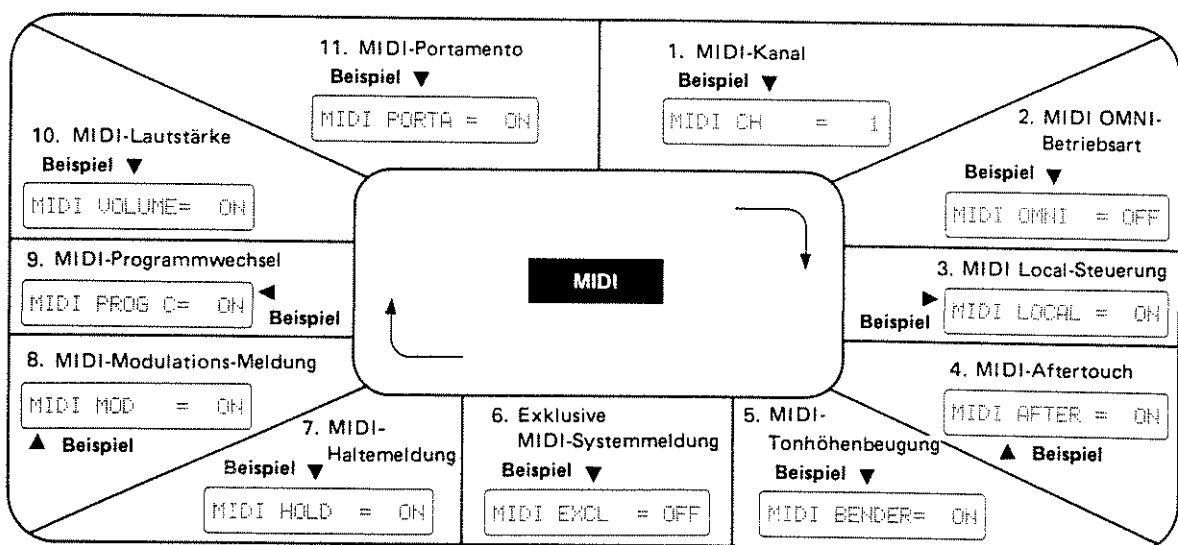 11. MIDI-Portamento
Beispiel ▼
MIDI PORTA = ON
1. MIDI-Kanal
Beispiel ▼
MIDI CH = 1
2. MIDI OMNI-
Betriebsart
Beispiel ▼
MIDI OMNI = OFF
3. MIDI Local-Steuerung
► Beispiel
MIDI LOCAL = ON
4. MIDI-Aftertouch
MIDI AFTER = ON
▲ Beispiel
5. MIDI-
Tonhöhenbeugung
Beispiel ▼
MIDI BENDER= ON
6. Exklusive
MIDI-Systemmeldung
Beispiel ▼
MIDI EXCL = OFF
7. MIDI-
Haltemeldung
Beispiel ▼
MIDI HOLD = ON
8. MIDI-Modulations-Meldung
MIDI MOD = ON
▲ Beispiel
9. MIDI-Programmwechsel
MIDI PROG C= ON
◄ Beispiel
10. MIDI-Lautstärke
Beispiel ▼
MIDI VOLUME= ON
MIDI